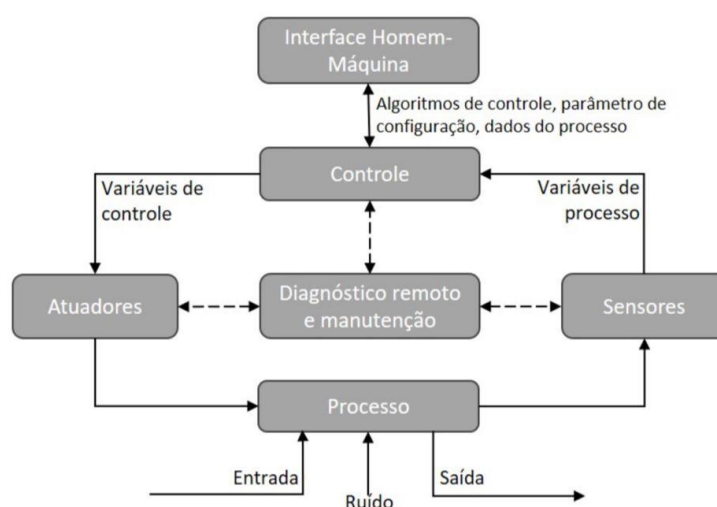 Interface Homem-
Máquina
Algoritmos de controle, parâmetro de
configuração, dados do processo
Controle
Variáveis de
controle
Variáveis de
processo
Atuadores
Diagnóstico remoto
e manutenção
Sensores
Processo
Entrada
Ruído
Saída